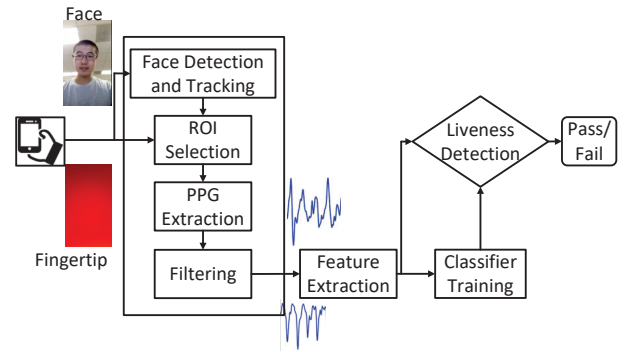 Face
Face Detection
and Tracking
ROI
Selection
PPG
Extraction
Filtering
Fingertip
Feature
Extraction
Classifier
Training
Liveness
Detection
Pass/
Fail